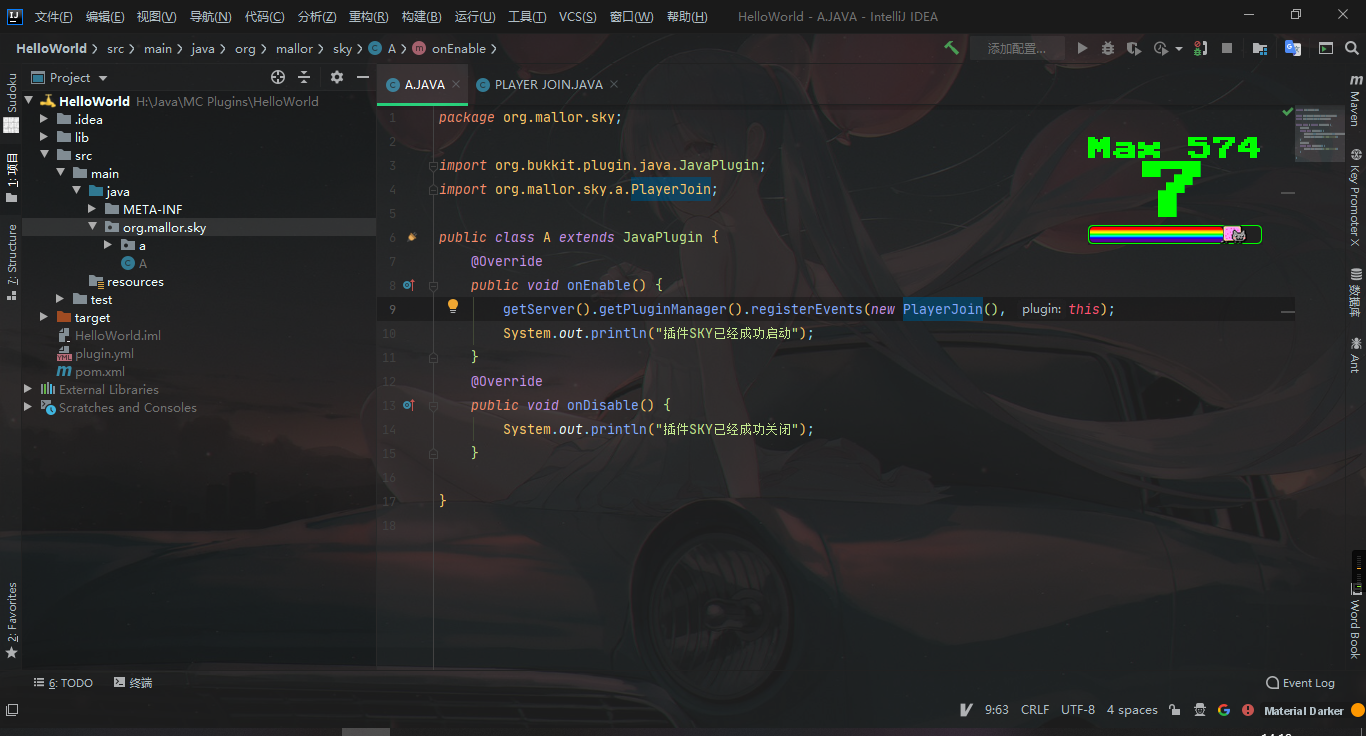 文件(F) 编辑(E) 视图(V) 导航(N) 代码(C) 分析(Z) 重构(R) 构建(B) 运行(U) 工具(T) VCS(S) 窗口(W) 帮助(H) HelloWorld - A.JAVA - IntelliJ IDEA
HelloWorld src main java org mallor sky A onEnable 添加配置...
Project
A.JAVA
PLAYER JOIN.JAVA
Sudoku
1: 项目
7: Structure
2: Favorites
HelloWorld H:\Java\MC Plugins\HelloWorld
.idea
lib
src
main
java
META-INF
org.mallor.sky
a
A
resources
test
target
HelloWorld.iml
plugin.yml
pom.xml
External Libraries
Scratches and Consoles
1 package org.mallor.sky;
2
3 import org.bukkit.plugin.java.JavaPlugin;
4 import org.mallor.sky.a.PlayerJoin;
5
6 public class A extends JavaPlugin {
7 @Override
8 public void onEnable() {
9 getServer().getPluginManager().registerEvents(new PlayerJoin(), plugin: this);
10 System.out.println("插件SKY已经成功启动");
11 }
12 @Override
13 public void onDisable() {
14 System.out.println("插件SKY已经成功关闭");
15 }
16
17 }
18
Max 574
7
Maven
Key Promoter X
数据库
Ant
Word Book
6: TODO 终端 Event Log
9:63 CRLF UTF-8 4 spaces Material Darker